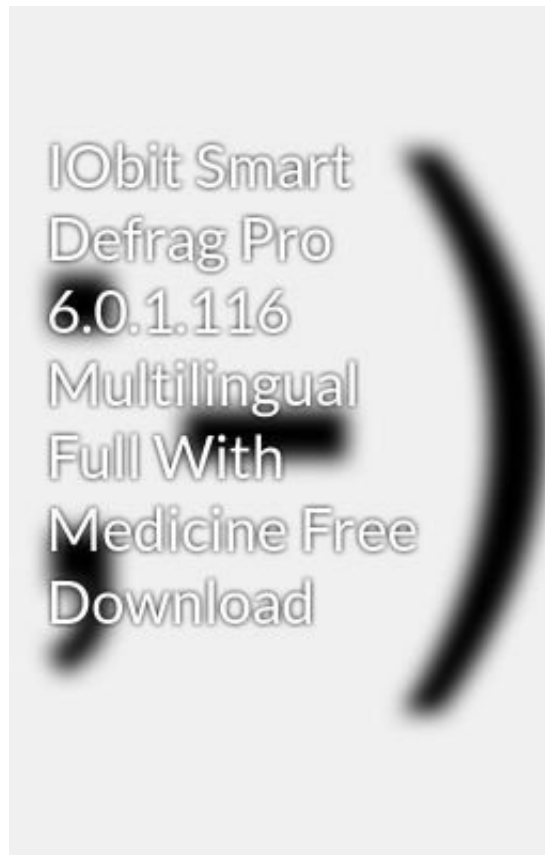 IObit Smart
Defrag Pro
6.0.1.116
Multilingual
Full With
Medicine Free
Download